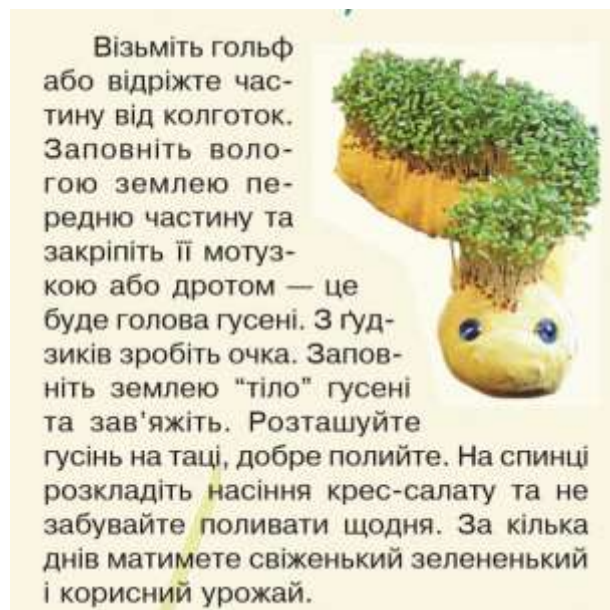 Візьміть гольф
або відріжте час-
тину від колготок.
Заповніть воло-
гою землею пе-
редню частину та
закріпіть її мотуз-
кою або дротом — це
буде голова гусені. З ґуд-
зиків зробіть очка. Запов-
ніть землею “тіло” гусені
та зав'яжіть. Розташуйте
гусінь на таці, добре полийте. На спинці
розкладіть насіння крес-салату та не
забувайте поливати щодня. За кілька
днів матимете свіженький зелененький
і корисний урожай.